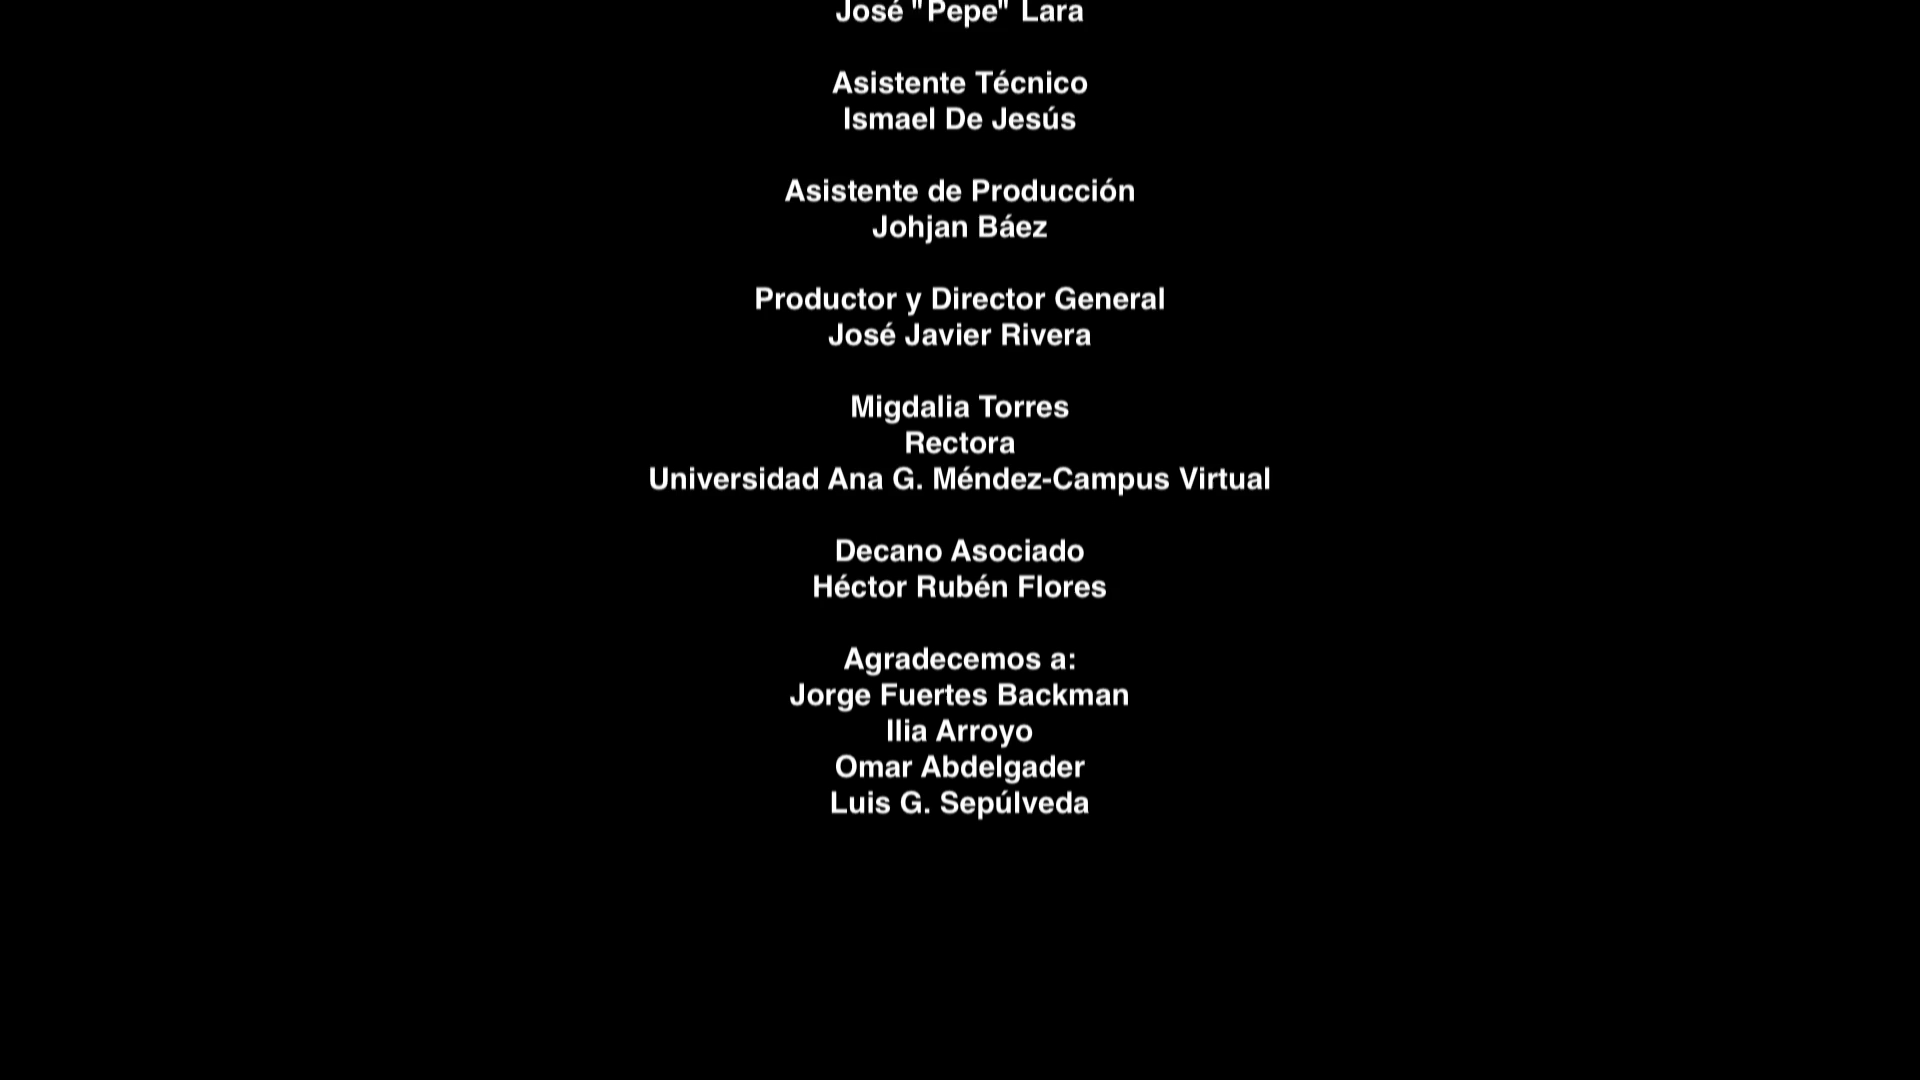 José "Pepe" Lara
Asistente Técnico
Ismael De Jesús
Asistente de Producción
Johjan Báez
Productor y Director General
José Javier Rivera
Migdalia Torres
Rectora
Universidad Ana G. Méndez-Campus Virtual
Decano Asociado
Héctor Rubén Flores
Agradecemos a:
Jorge Fuertes Backman
Ilia Arroyo
Omar Abdelgader
Luis G. Sepúlveda